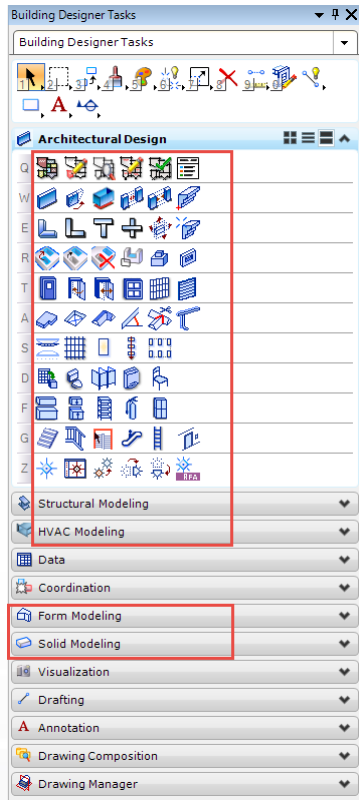 Building Designer Tasks
Building Designer Tasks
1 2 3 4 5 6 7 8 9 0
A
Architectural Design
Q
W
E
R
T
A
S
D
F
G
Z
RFA
Structural Modeling
HVAC Modeling
Data
Coordination
Form Modeling
Solid Modeling
Visualization
Drafting
A Annotation
Drawing Composition
Drawing Manager